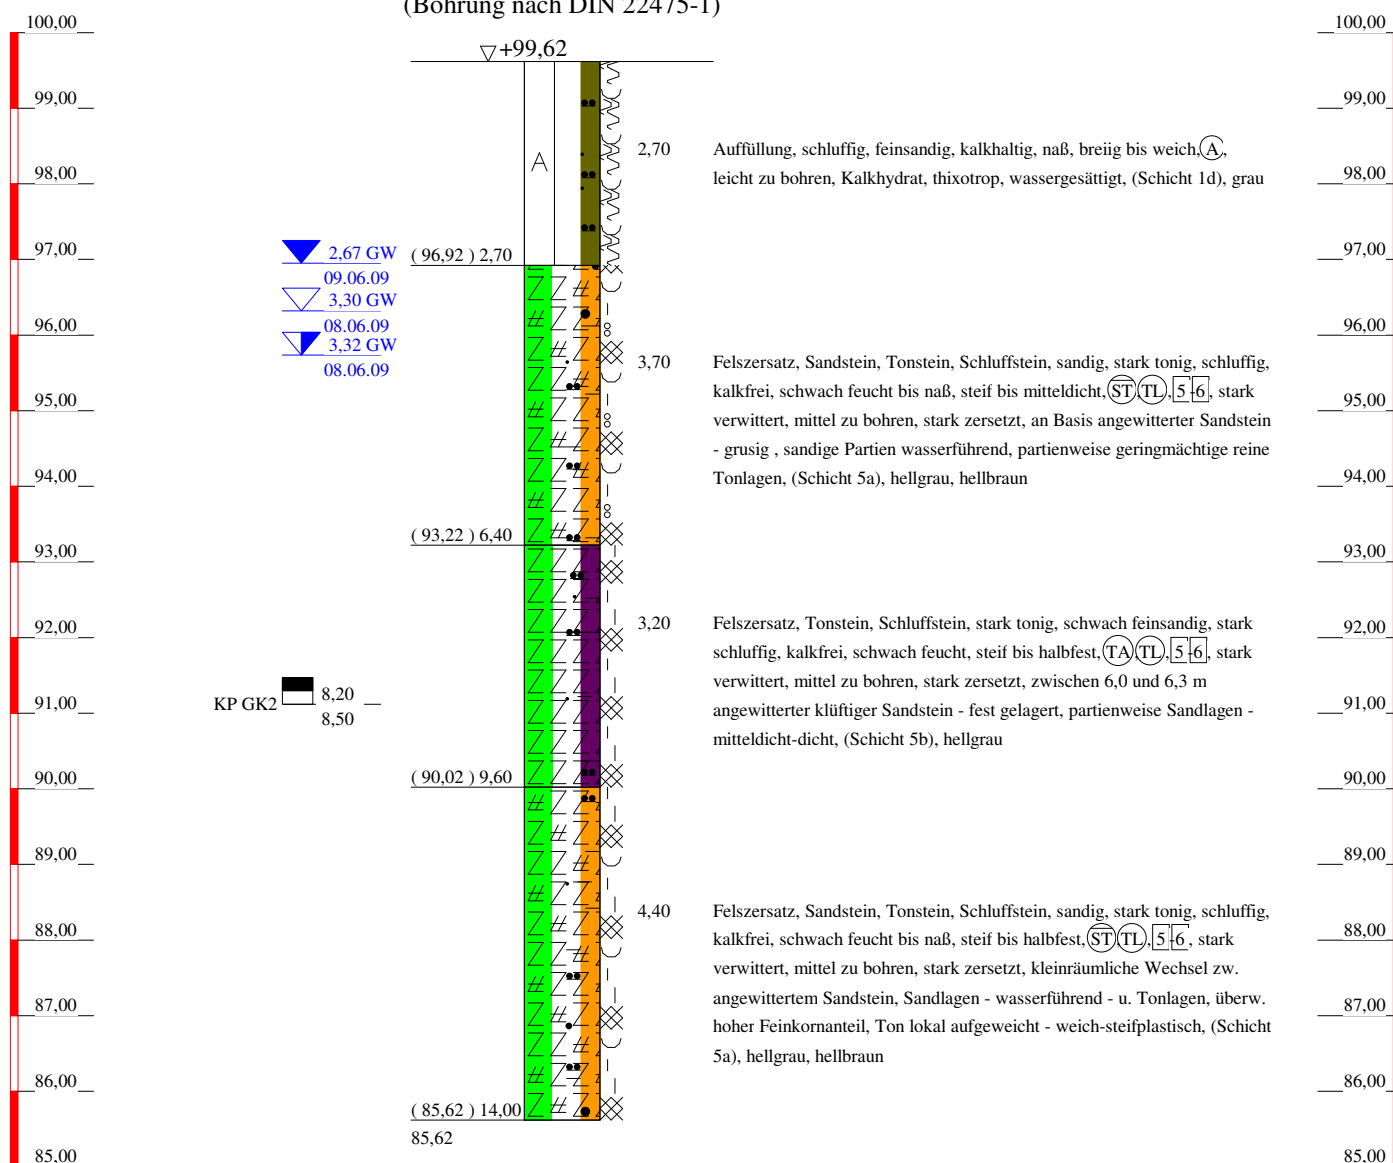 (Bohrung nach DIN 22475-1)
100,00
100,00
+99,62
99,00
99,00
2,70
Auffüllung, schluffig, feinsandig, kalkhaltig, naß, breiig bis weich, A,
A
leicht zu bohren, Kalkhydrat, thixotrop, wassergesättigt, (Schicht 1d), grau
98,00
98,00
2,67 GW
(96,92) 2,70
97,00
97,00
09.06.09
3,30 GW
08.06.09
96,00
96,00
3,32 GW
08.06.09
3,70
Felszersatz, Sandstein, Tonstein, Schluffstein, sandig, stark tonig, schluffig,
kalkfrei, schwach feucht bis naß, steif bis mitteldicht, S̅T̅, TL, 5-6, stark
95,00
95,00
verwittert, mittel zu bohren, stark zersetzt, an Basis angewitterter Sandstein
- grusig , sandige Partien wasserführend, partienweise geringmächtige reine
Tonlagen, (Schicht 5a), hellgrau, hellbraun
94,00
94,00
(93,22) 6,40
93,00
93,00
3,20
Felszersatz, Tonstein, Schluffstein, stark tonig, schwach feinsandig, stark
92,00
92,00
schluffig, kalkfrei, schwach feucht, steif bis halbfest, TA, TL, 5-6, stark
verwittert, mittel zu bohren, stark zersetzt, zwischen 6,0 und 6,3 m
KP GK2
8,20
8,50
91,00
91,00
angewitterter klüftiger Sandstein - fest gelagert, partienweise Sandlagen -
mitteldicht-dicht, (Schicht 5b), hellgrau
(90,02) 9,60
90,00
90,00
89,00
89,00
4,40
Felszersatz, Sandstein, Tonstein, Schluffstein, sandig, stark tonig, schluffig,
88,00
88,00
kalkfrei, schwach feucht bis naß, steif bis halbfest, S̅T̅, TL, 5-6, stark
verwittert, mittel zu bohren, stark zersetzt, kleinräumliche Wechsel zw.
angewittertem Sandstein, Sandlagen - wasserführend - u. Tonlagen, überw.
87,00
87,00
hoher Feinkornanteil, Ton lokal aufgeweicht - weich-steifplastisch, (Schicht
5a), hellgrau, hellbraun
86,00
86,00
(85,62) 14,00
85,62
85,00
85,00